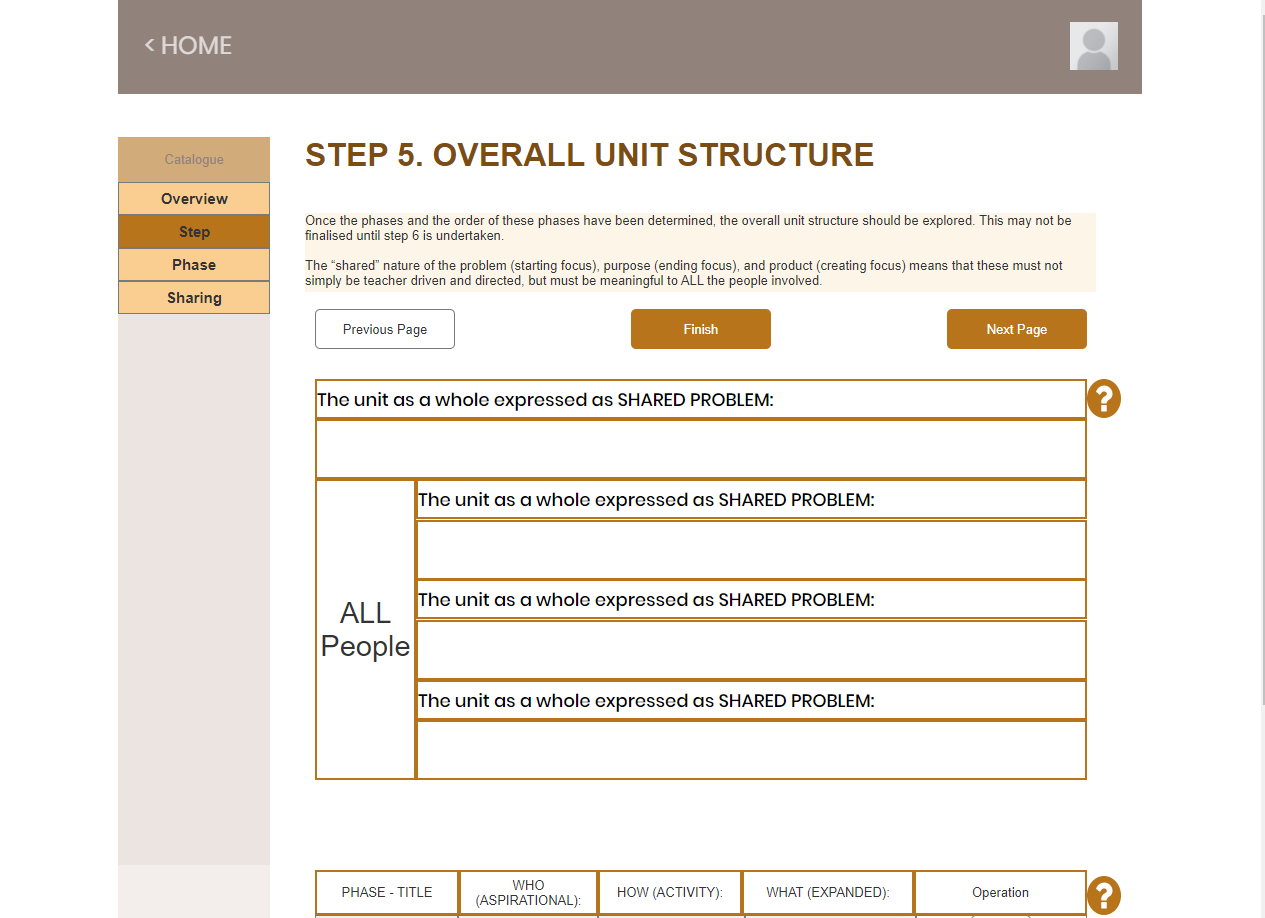 < HOME
Catalogue
Overview
Step
Phase
Sharing
STEP 5. OVERALL UNIT STRUCTURE
Once the phases and the order of these phases have been determined, the overall unit structure should be explored. This may not be
finalised until step 6 is undertaken.
The “shared” nature of the problem (starting focus), purpose (ending focus), and product (creating focus) means that these must not
simply be teacher driven and directed, but must be meaningful to ALL the people involved.
Previous Page
Finish
Next Page
The unit as a whole expressed as SHARED PROBLEM:
?
The unit as a whole expressed as SHARED PROBLEM:
The unit as a whole expressed as SHARED PROBLEM:
ALL
People
The unit as a whole expressed as SHARED PROBLEM:
PHASE - TITLE
WHO
(ASPIRATIONAL):
HOW (ACTIVITY):
WHAT (EXPANDED):
Operation
?